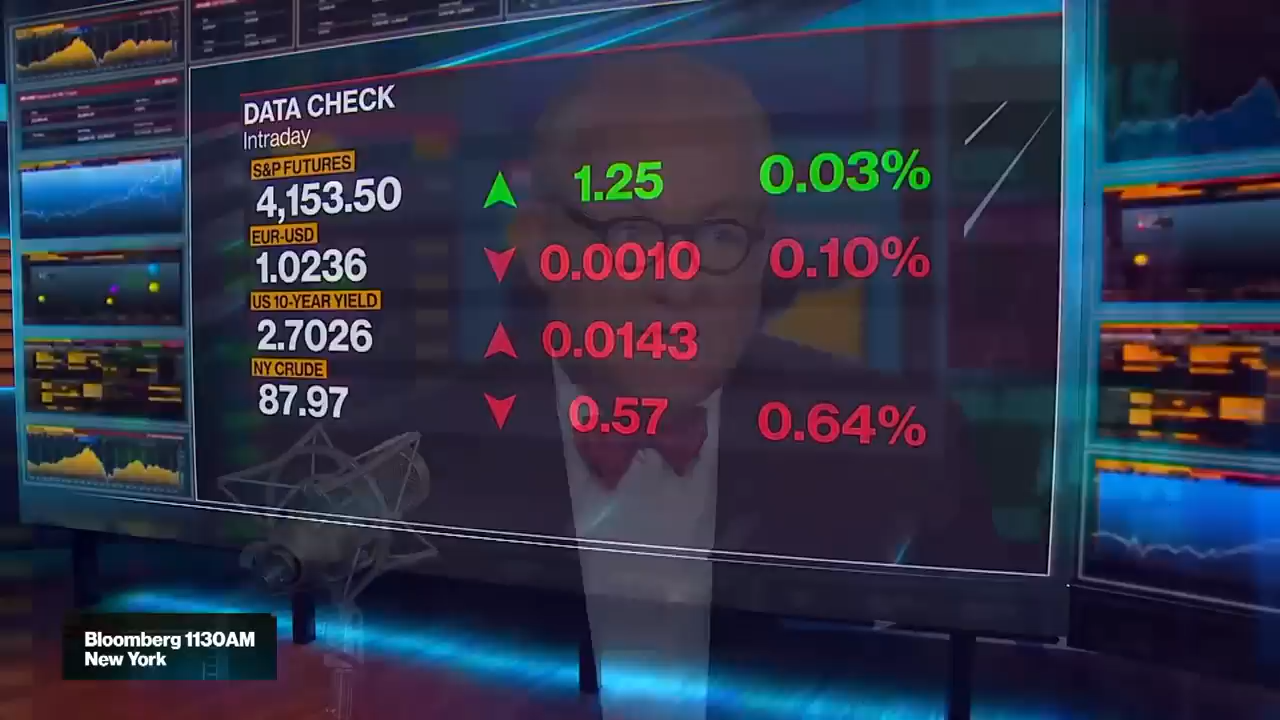 DATA CHECK
Intraday
S&P FUTURES
4,153.50 1.25 0.03%
EUR-USD
1.0236 0.0010 0.10%
US 10-YEAR YIELD
2.7026 0.0143
NY CRUDE
87.97 0.57 0.64%
Bloomberg 1130AM
New York